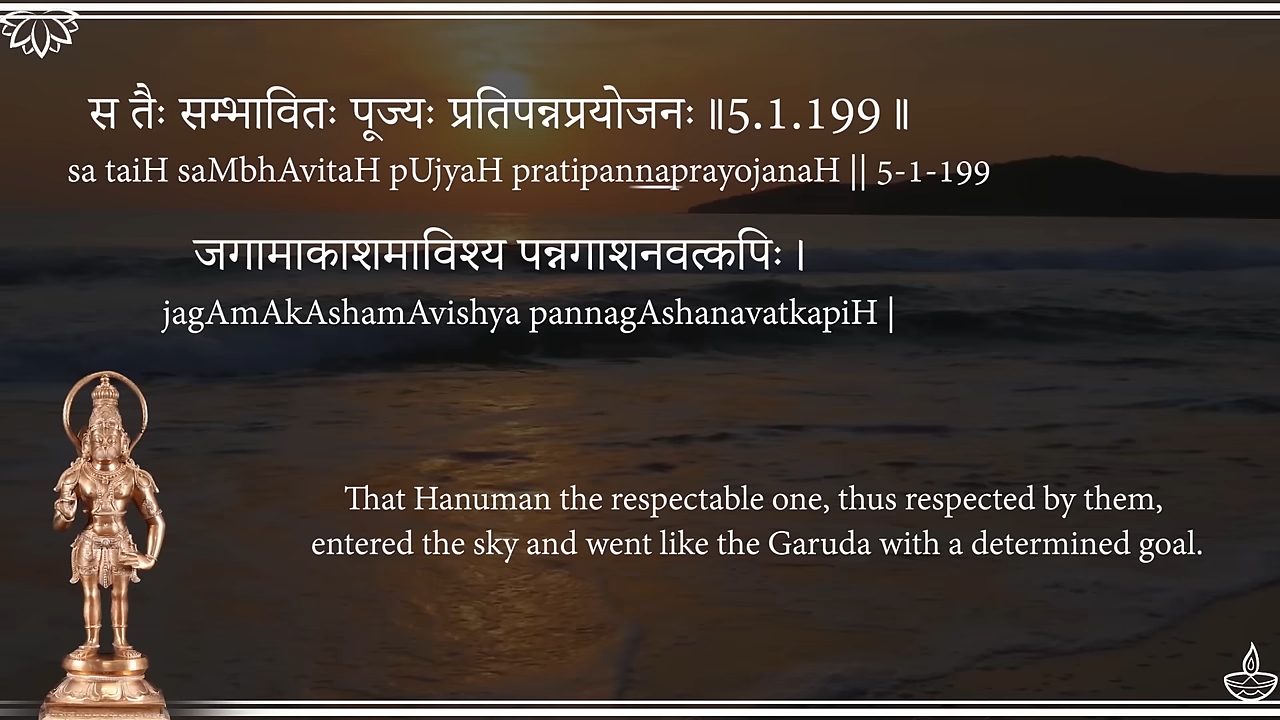 स तैः सम्भावितः पूज्यः प्रतिपन्नप्रयोजनः ॥5.1.199॥
sa taiH saMbhAvitaH pUjyaH pratipannaprayojanaH || 5-1-199
जगामाकाशमाविश्य पन्नगाशनवत्कपिः ।
jagAmAkAshamAvishya pannagAshanavatkapiH |
That Hanuman the respectable one, thus respected by them,
entered the sky and went like the Garuda with a determined goal.